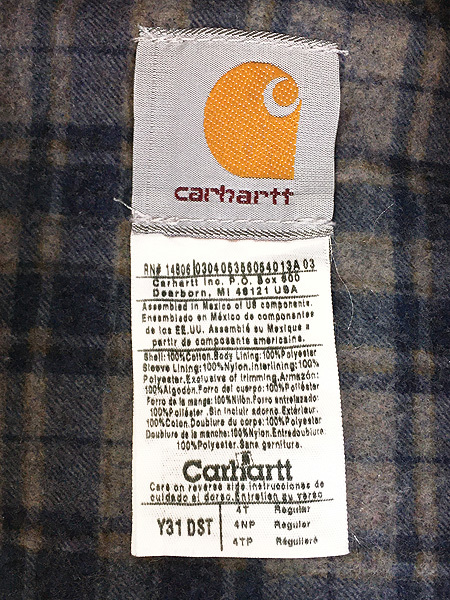 carhartt
RN# 14806 0304053560540 13A 03
Carhartt Inc. P.O. Box 600
Dearborn, MI 48121 USA
Assembled in Mexico of US components.
Ensamblado en México de componentes
de los EE.UU. Assemblé su Mexique a
partir de composante américaine.
Shell:100%Cotton.Body Lining:100%Polyester
Sleeve Lining:100%Nylon.Interlining:100%
Polyester.Exclusive of trimming.Armazón:
100%Algodón.Forro del cuerpo:100%Poliéster
Forro de la manga:100%Nilón.Forro entrelazado:
100%Poliéster .Sin incluir adorno.Extérieur.
100%Coton.Doublure du corps:100%Polyester
Doublure de la manche:100%Nylon.Entredoublure
100%Polyester.Sans garniture.
Carhartt
Care on reverse side.Instrucciones de
cuidado al dorso.Entretien au verso
Y31 DST
4T Regular
4NP Regular
4TP Régulière